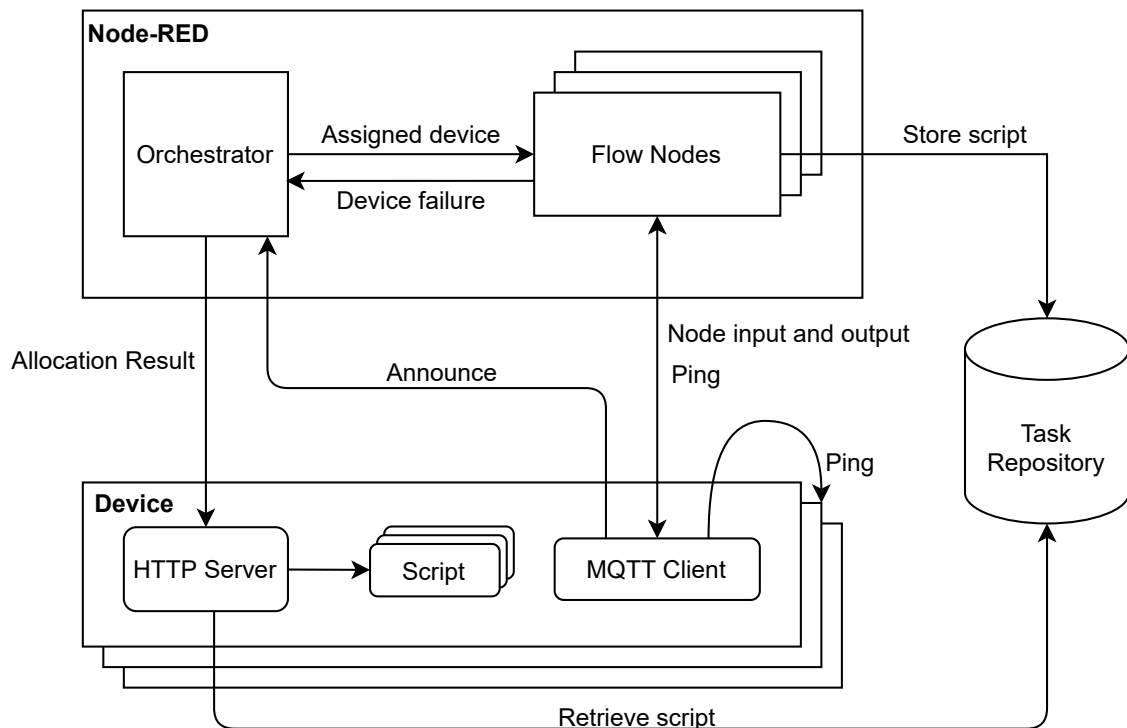 Node-RED
Orchestrator
Assigned device
Device failure
Flow Nodes
Store script
Allocation Result
Announce
Node input and output
Ping
Ping
Task
Repository
Device
HTTP Server
Script
MQTT Client
Retrieve script